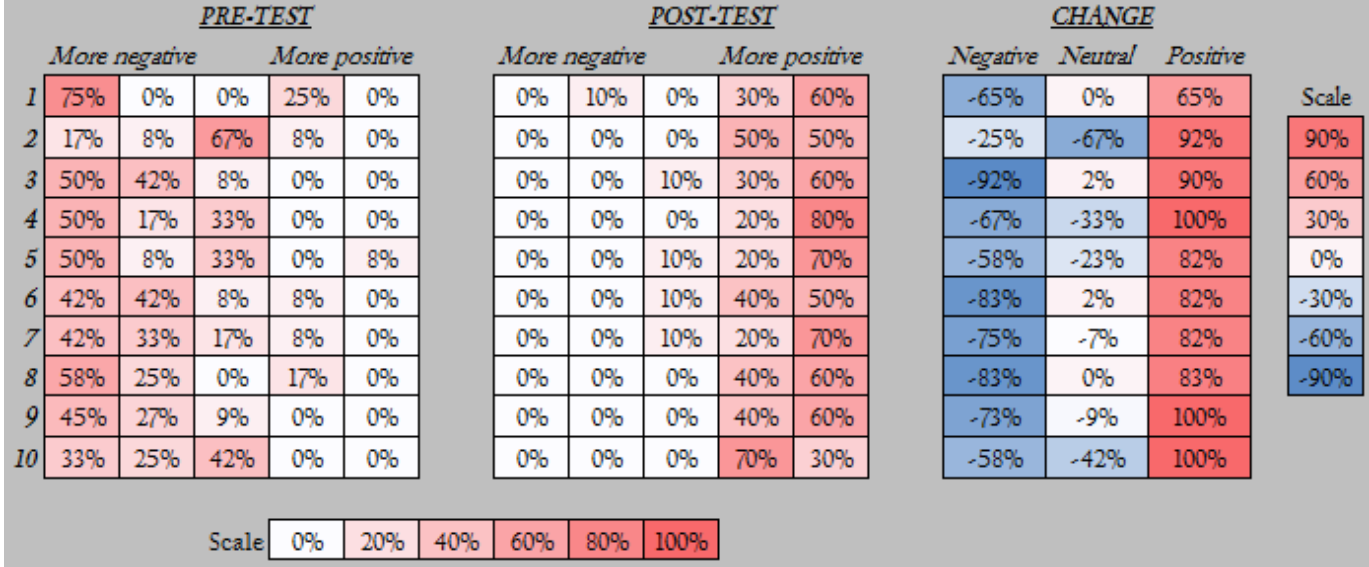 PRE-TEST POST-TEST CHANGE
More negative More positive More negative More positive Negative Neutral Positive
1 75% 0% 0% 25% 0% 0% 10% 0% 30% 60% -65% 0% 65% Scale
2 17% 8% 67% 8% 0% 0% 0% 0% 50% 50% -25% -67% 92% 90%
3 50% 42% 8% 0% 0% 0% 0% 10% 30% 60% -92% 2% 90% 60%
4 50% 17% 33% 0% 0% 0% 0% 0% 20% 80% -67% -33% 100% 30%
5 50% 8% 33% 0% 8% 0% 0% 10% 20% 70% -58% -23% 82% 0%
6 42% 42% 8% 8% 0% 0% 0% 10% 40% 50% -83% 2% 82% -30%
7 42% 33% 17% 8% 0% 0% 0% 10% 20% 70% -75% -7% 82% -60%
8 58% 25% 0% 17% 0% 0% 0% 0% 40% 60% -83% 0% 83% -90%
9 45% 27% 9% 0% 0% 0% 0% 0% 40% 60% -73% -9% 100%
10 33% 25% 42% 0% 0% 0% 0% 0% 70% 30% -58% -42% 100%
Scale 0% 20% 40% 60% 80% 100%